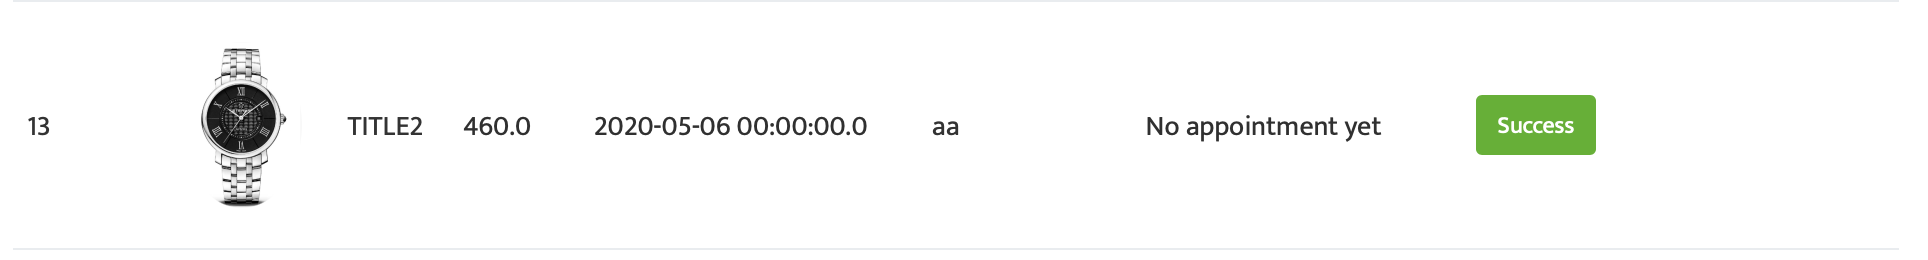 13 TITLE2 460.0 2020-05-06 00:00:00.0 aa No appointment yet Success